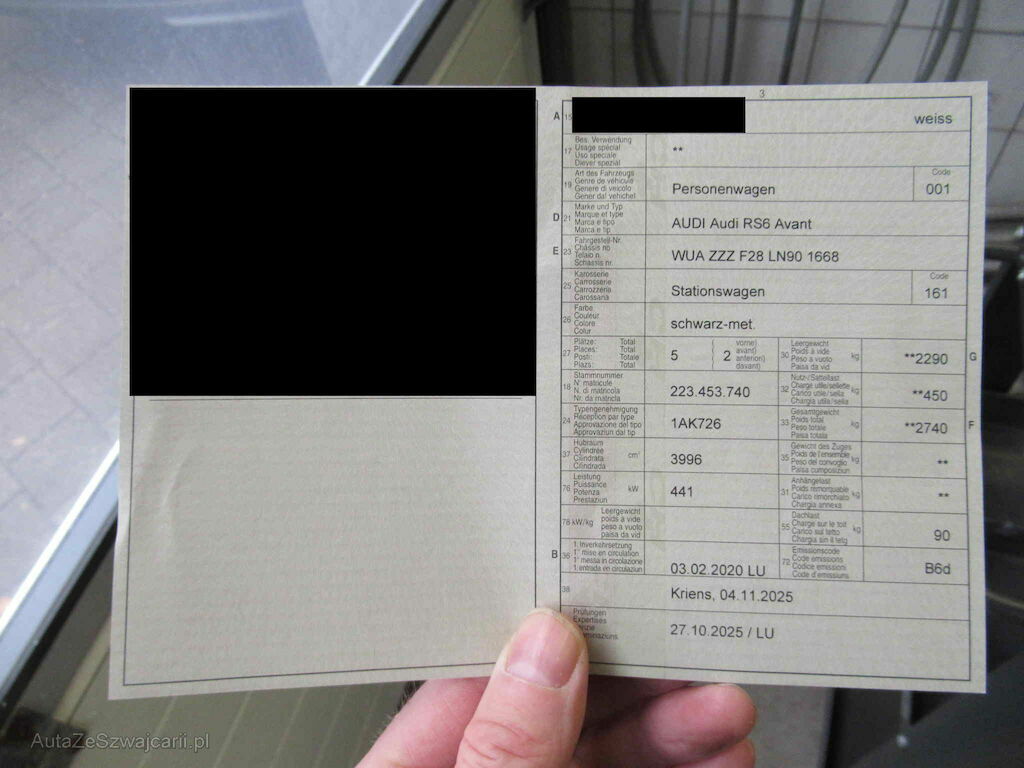 3
A 15 weiss
17 Bes. Verwendung
Usage spécial
Uso speciale
Diever spezial
**
19 Art des Fahrzeugs
Genre de véhicule
Genere di veicolo
Gener dal vehichel
Personenwagen
Code
001
D 21 Marke und Typ
Marque et type
Marca e tipo
Marca e tip
AUDI Audi RS6 Avant
E 23 Fahrgestell-Nr.
Châssis no
Telaio n.
Schassis nr.
WUA ZZZ F28 LN90 1668
25 Karosserie
Carrosserie
Carrozzeria
Carossaria
Stationswagen
Code
161
26 Farbe
Couleur
Colore
Colur
schwarz-met.
27 Plätze: Total
Places: Total
Posti: Totale
Plazs: Total
5 ( 2 vorne)
( avant)
( anteriori)
( davant)
30 Leergewicht
Poids à vide
Peso a vuoto
Paisa da vid
kg
**2290 G
18 Stammnummer
N° matricule
N. di matricola
Nr. da matricla
223.453.740
32 Nutz-/Sattellast
Charge utile/sellette
Carico utile/sella
Chargia utila/sella
kg
**450
24 Typengenehmigung
Réception par type
Approvazione del tipo
Approvaziun dal tip
1AK726
33 Gesamtgewicht
Poids total
Peso totale
Paisa totala
kg
**2740 F
37 Hubraum
Cylindrée
Cilindrata
Cilindrada
cm³
3996
35 Gewicht des Zuges
Poids de l'ensemble
Peso del convoglio
Paisa cumposiziun
kg
**
76 Leistung
Puissance
Potenza
Prestaziun
kW
441
31 Anhängelast
Poids remorquable
Carico rimorchiato
Chargia annexa
kg
**
78 kW/kg Leergewicht
poids à vide
peso a vuoto
paisa da vid
55 Dachlast
Charge sur le toit
Carico sul tetto
Chargia sin il tetg
kg
90
B 36 1. Inverkehrsetzung
1re mise en circulation
1a messa in circolazione
1. entrada en circulaziun
03.02.2020 LU
72 Emissionscode
Code émissions
Codice emissioni
Code d'emissiuns
B6d
38 Kriens, 04.11.2025
Prüfungen
Expertises
27.10.2025 / LU
AutaZeSzwajcarii.pl